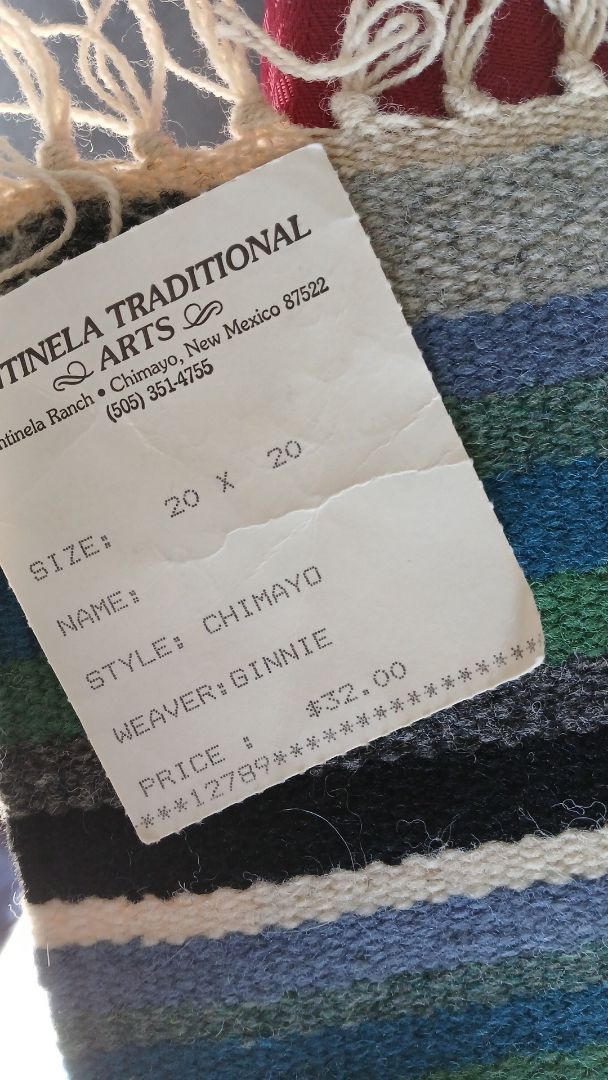 NTINELA TRADITIONAL
ARTS
ntinela Ranch • Chimayo, New Mexico 87522
(505) 351-4755
SIZE: 20 X 20
NAME:
STYLE: CHIMAYO
WEAVER:GINNIE
PRICE : $32.00
***12789****************